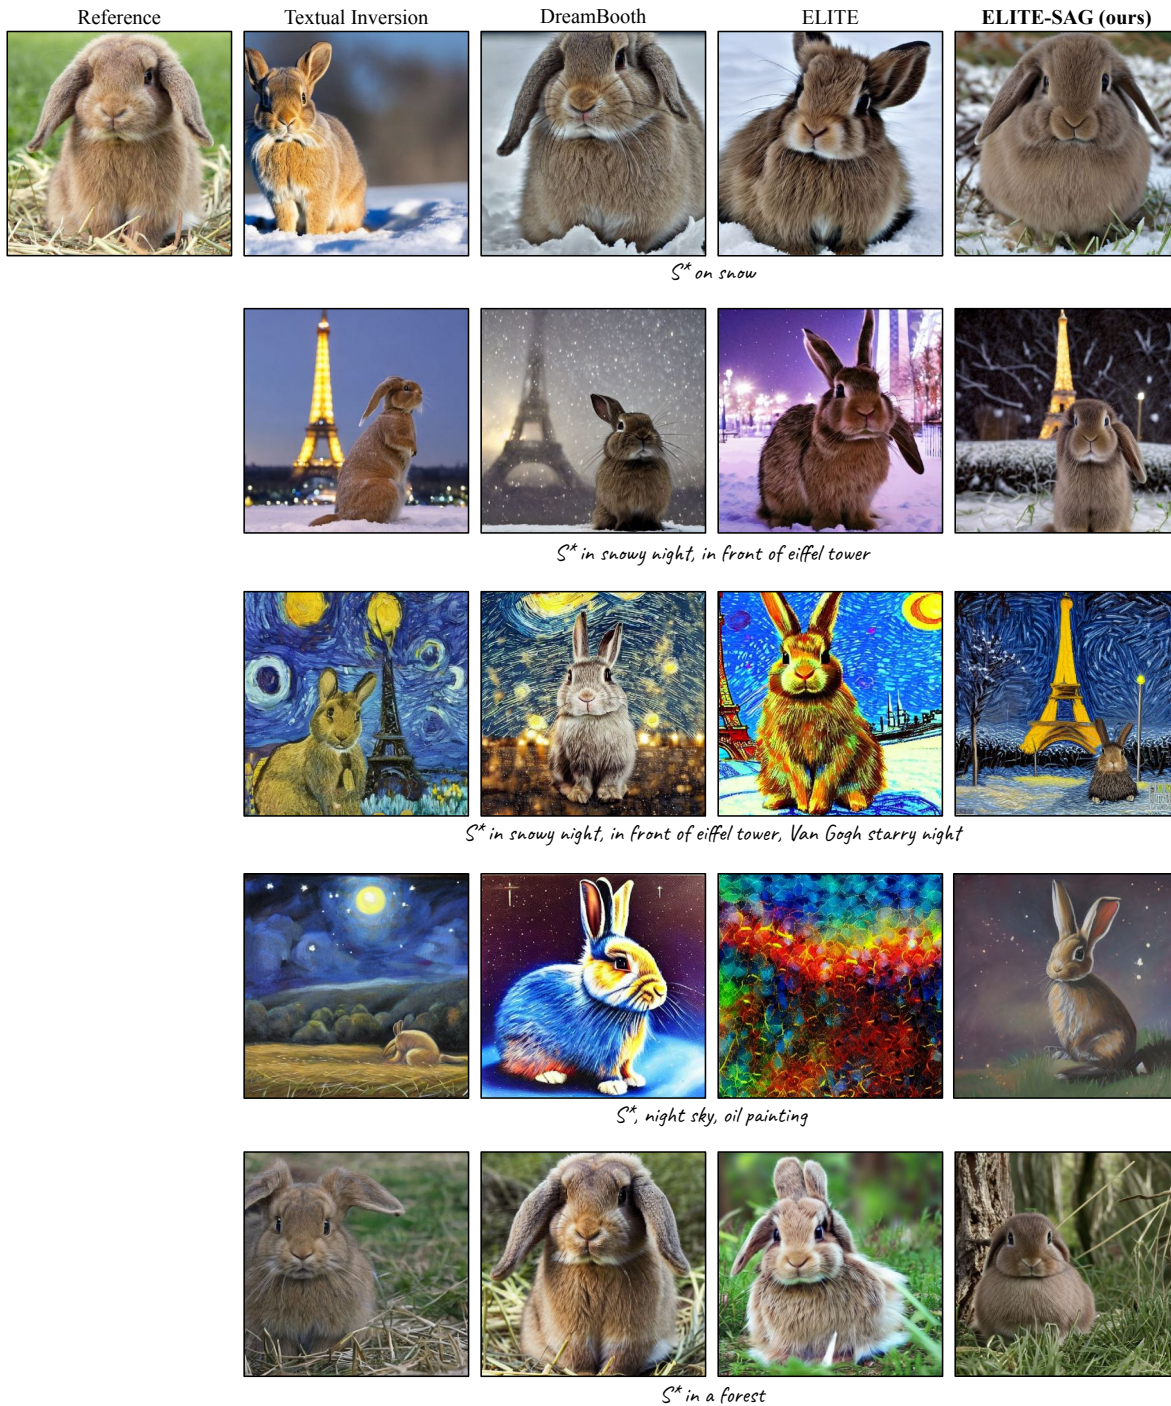 Reference
Textual Inversion
DreamBooth
ELITE
ELITE-SAG (ours)
S* on snow
S* in snowy night, in front of eiffel tower
S* in snowy night, in front of eiffel tower, Van Gogh starry night
S*, night sky, oil painting
S* in a forest